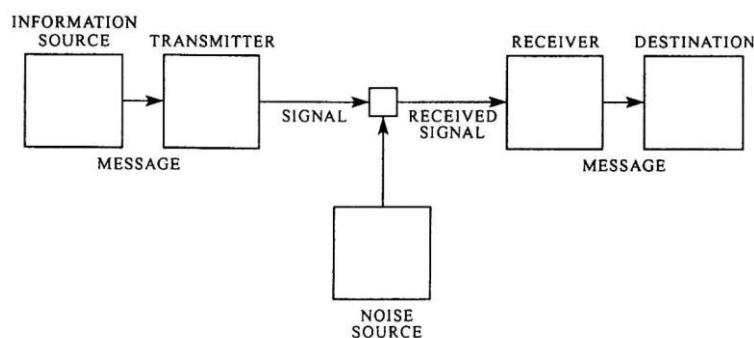 INFORMATION
SOURCE
TRANSMITTER
RECEIVER
DESTINATION
SIGNAL
RECEIVED
SIGNAL
MESSAGE
MESSAGE
NOISE
SOURCE